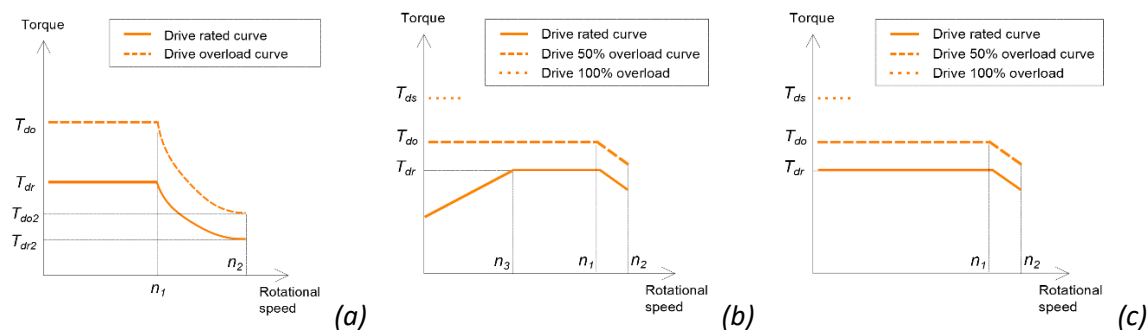 Torque
Drive rated curve
Drive overload curve
T_do
T_dr
T_do2
T_dr2
n_1
n_2
Rotational
speed
(a)
Torque
Drive rated curve
Drive 50% overload curve
Drive 100% overload
T_ds
T_do
T_dr
n_3
n_1
n_2
Rotational
speed
(b)
Torque
Drive rated curve
Drive 50% overload curve
Drive 100% overload
T_ds
T_do
T_dr
n_1
n_2
Rotational
speed
(c)